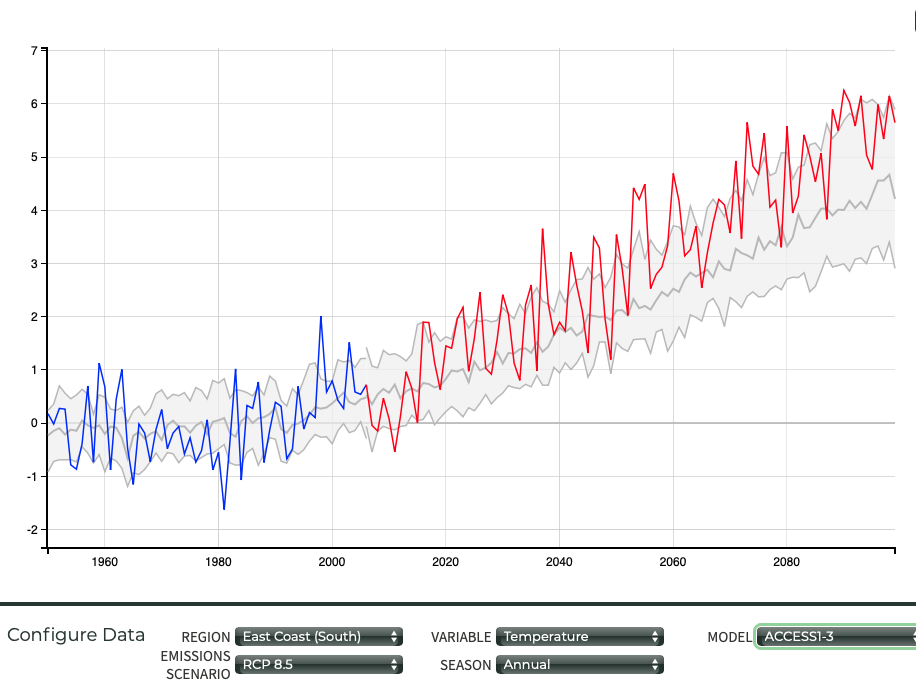 7
6
5
4
3
2
1
0
-1
-2
1960 1980 2000 2020 2040 2060 2080
Configure Data
REGION East Coast (South) VARIABLE Temperature MODEL ACCESS1-3
EMISSIONS
SCENARIO RCP 8.5 SEASON Annual